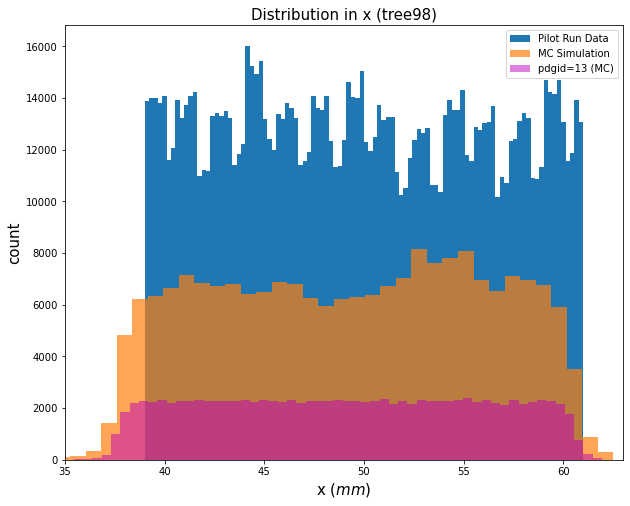 Distribution in x (tree98)
Pilot Run Data
MC Simulation
pdgid=13 (MC)
count
16000
14000
12000
10000
8000
6000
4000
2000
0
35 40 45 50 55 60
x (mm)